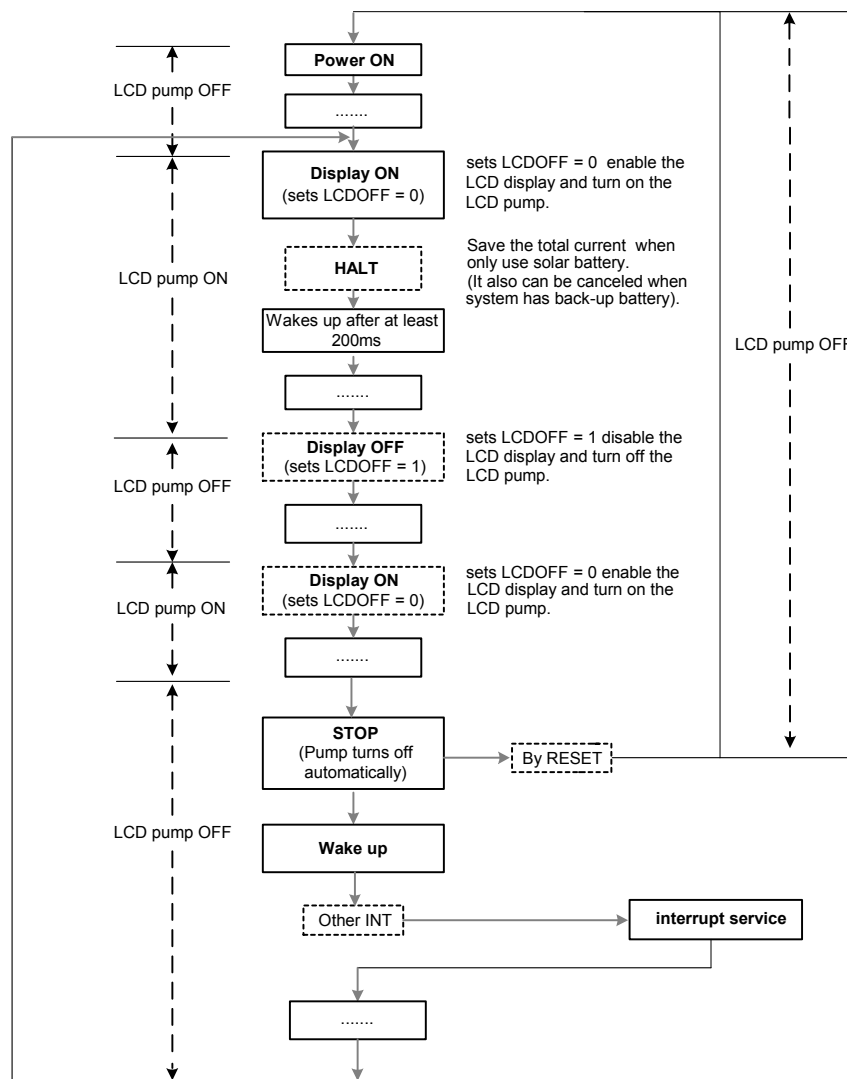 Power ON
LCD pump OFF
.......
Display ON
(sets LCDOFF = 0)
sets LCDOFF = 0 enable the
LCD display and turn on the
LCD pump.
HALT
Save the total current when
only use solar battery.
(It also can be canceled when
system has back-up battery).
LCD pump ON
Wakes up after at least
200ms
LCD pump OFF
.......
Display OFF
(sets LCDOFF = 1)
sets LCDOFF = 1 disable the
LCD display and turn off the
LCD pump.
LCD pump OFF
.......
Display ON
(sets LCDOFF = 0)
sets LCDOFF = 0 enable the
LCD display and turn on the
LCD pump.
LCD pump ON
.......
STOP
(Pump turns off
automatically)
By RESET
LCD pump OFF
Wake up
Other INT
interrupt service
.......